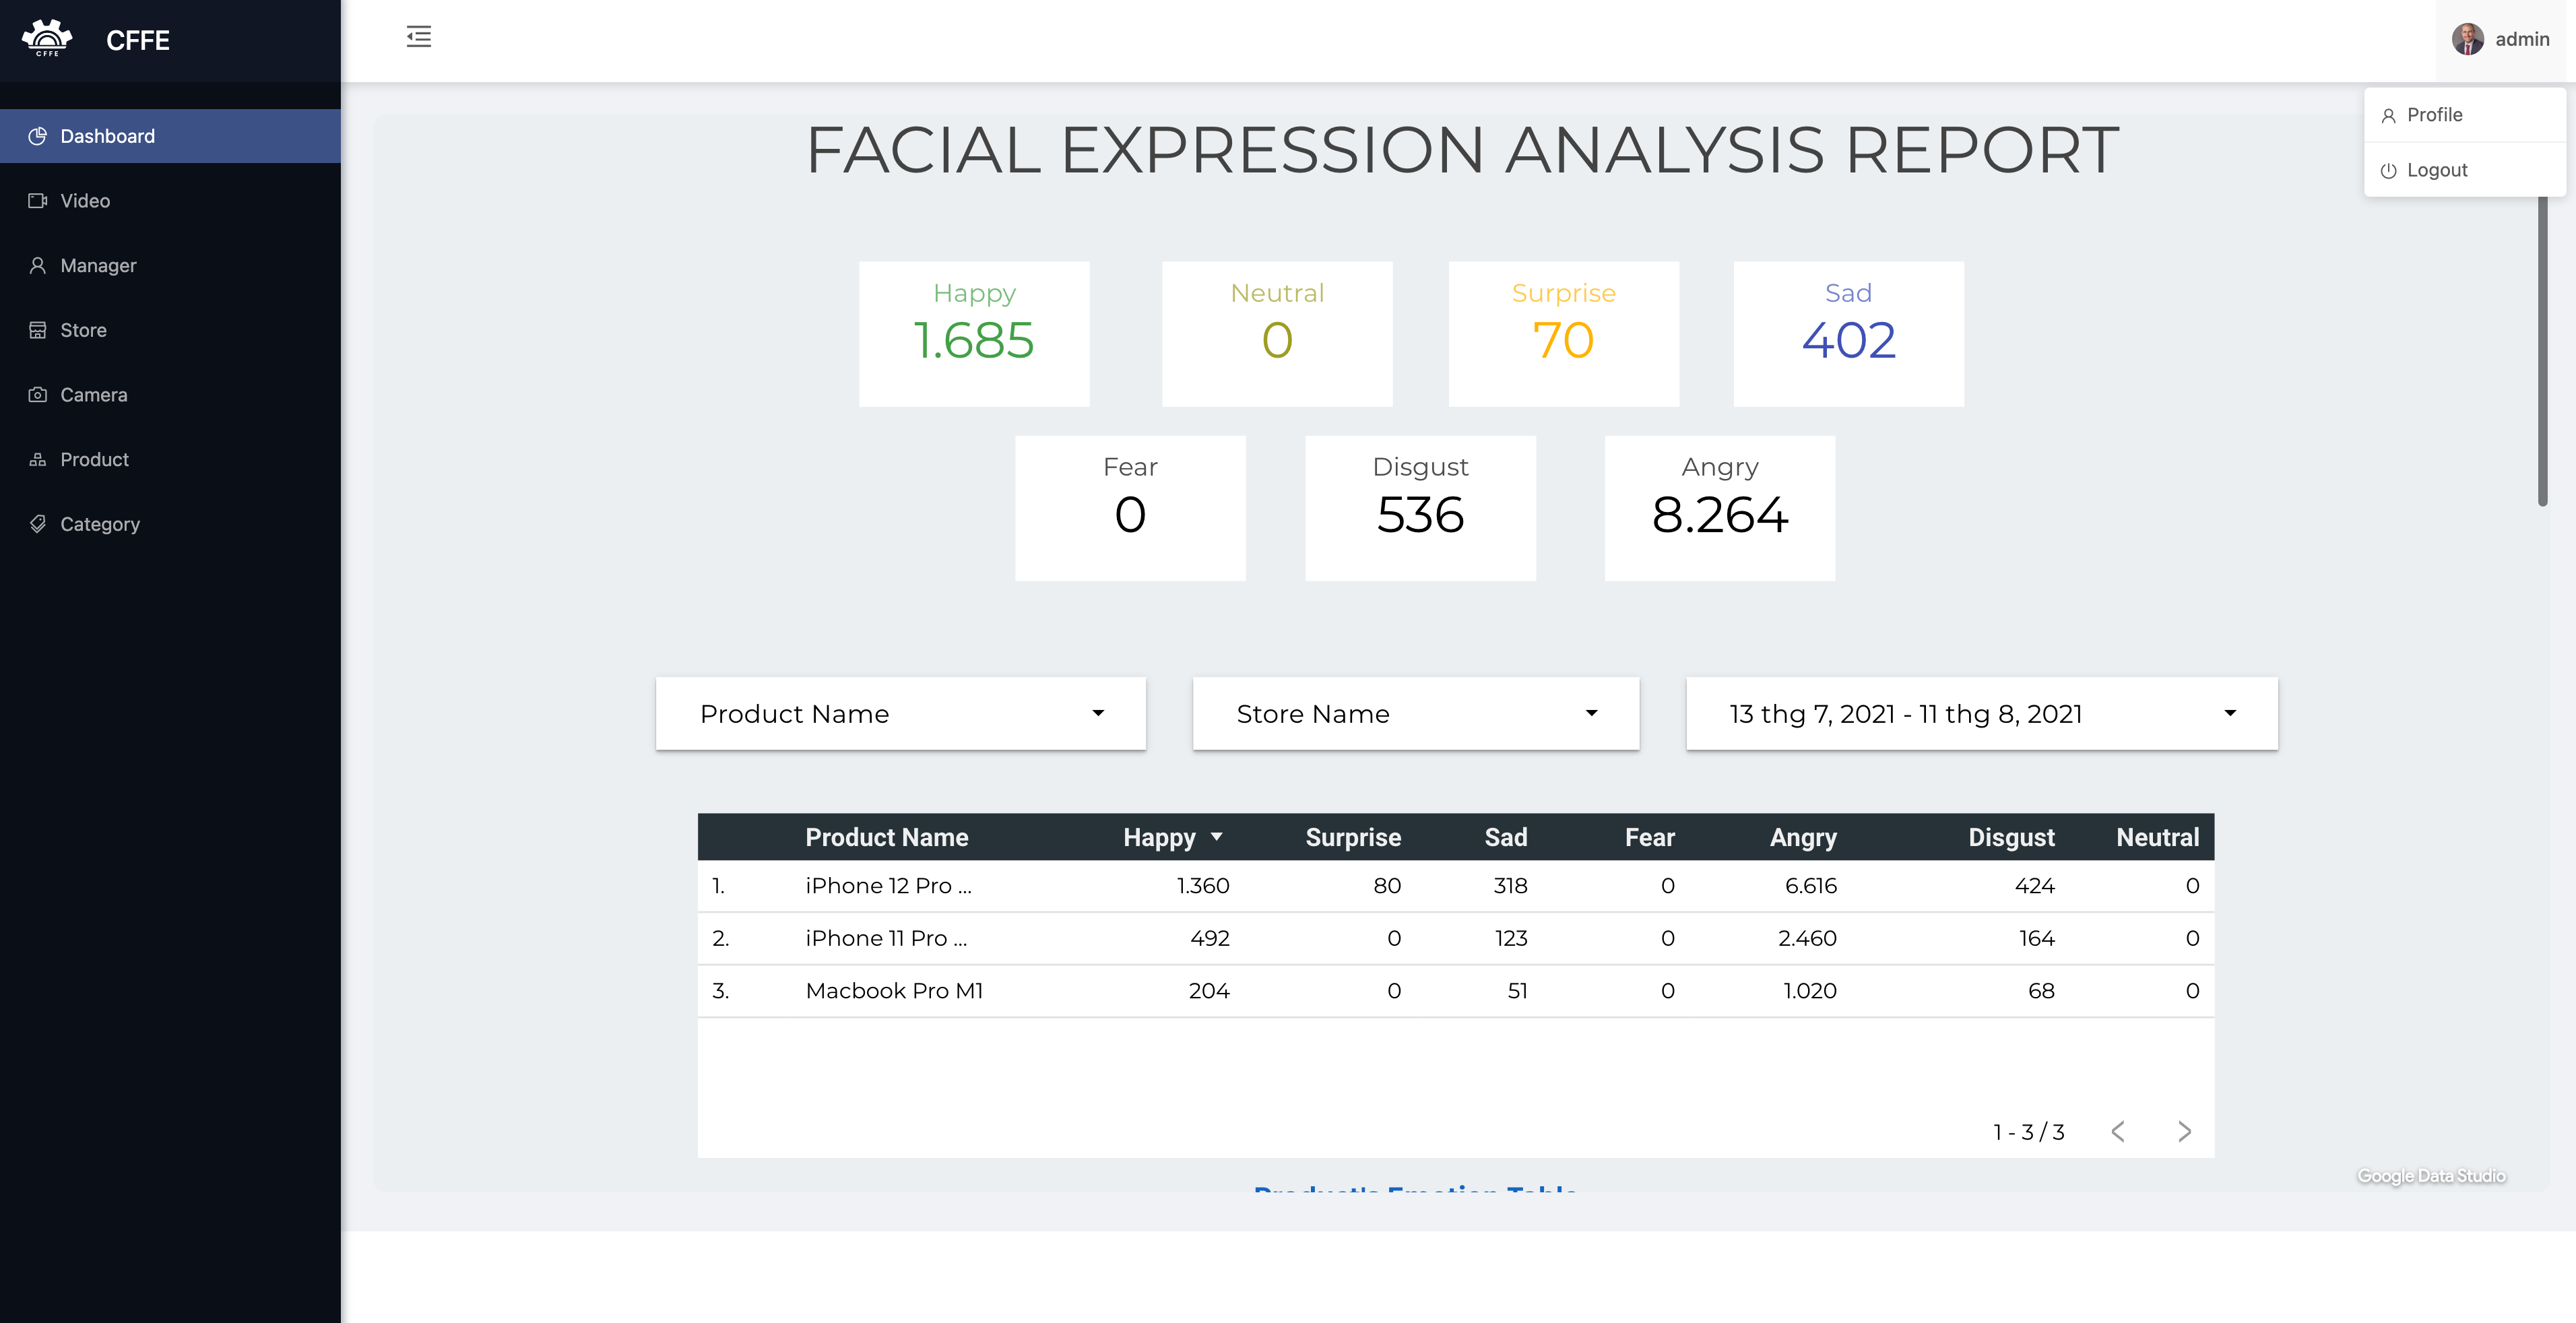 CFFE
CFFE
admin
Profile
Logout
Dashboard
Video
Manager
Store
Camera
Product
Category
FACIAL EXPRESSION ANALYSIS REPORT
Happy
1.685
Neutral
0
Surprise
70
Sad
402
Fear
0
Disgust
536
Angry
8.264
Product Name
Store Name
13 thg 7, 2021 - 11 thg 8, 2021
Product Name Happy Surprise Sad Fear Angry Disgust Neutral
1. iPhone 12 Pro ... 1.360 80 318 0 6.616 424 0
2. iPhone 11 Pro ... 492 0 123 0 2.460 164 0
3. Macbook Pro M1 204 0 51 0 1.020 68 0
1 - 3 / 3
Google Data Studio
Product's Emotion Table